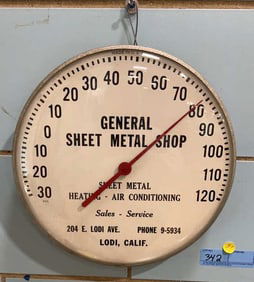 GENERAL
SHEET METAL SHOP
SHEET METAL
HEATING - AIR CONDITIONING
Sales - Service
204 E. LODI AVE. PHONE 9-5934
LODI, CALIF.
30 20 10 0 10 20 30 40 50 60 70 80 90 100 110 120
342